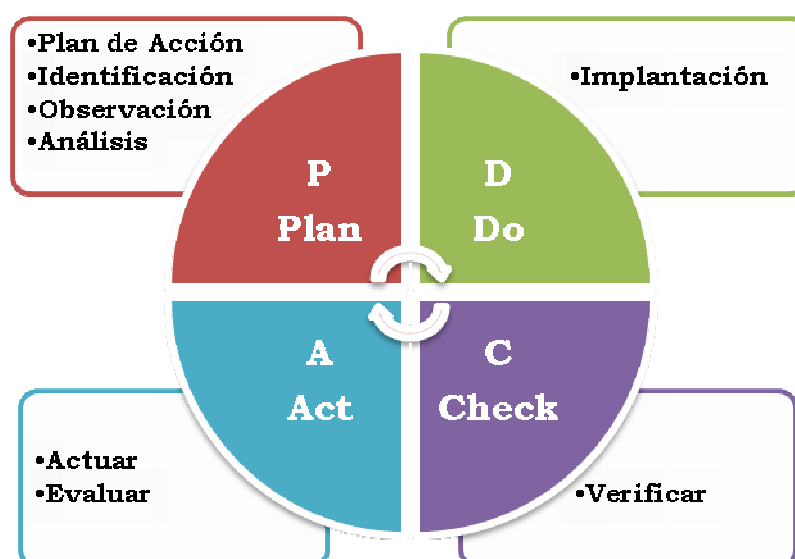 •Plan de Acción
•Identificación
•Observación
•Análisis
•Implantación
P
Plan
D
Do
A
Act
C
Check
•Actuar
•Evaluar
•Verificar